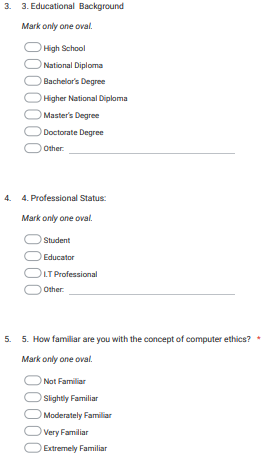 3. 3. Educational Background
Mark only one oval.
High School
National Diploma
Bachelor's Degree
Higher National Diploma
Master's Degree
Doctorate Degree
Other:
4. 4. Professional Status:
Mark only one oval.
Student
Educator
I.T Professional
Other:
5. 5. How familiar are you with the concept of computer ethics? *
Mark only one oval.
Not Familiar
Slightly Familiar
Moderately Familiar
Very Familiar
Extremely Familiar